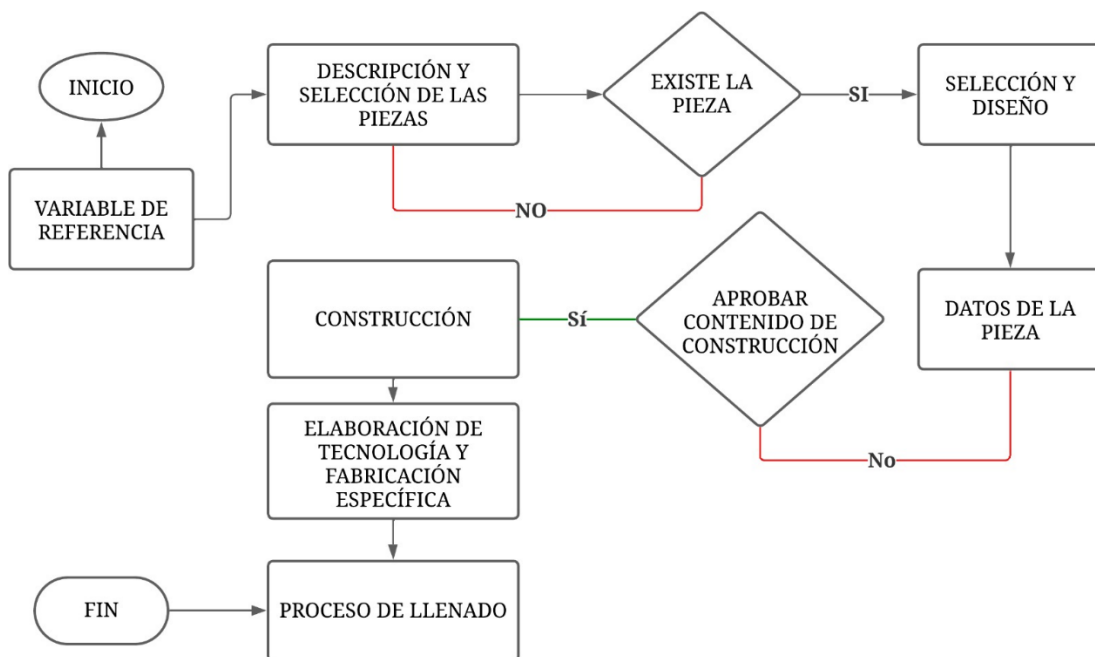 INICIO
VARIABLE DE
REFERENCIA
DESCRIPCIÓN Y
SELECCIÓN DE LAS
PIEZAS
EXISTE LA
PIEZA
SI
SELECCIÓN Y
DISEÑO
NO
DATOS DE LA
PIEZA
No
APROBAR
CONTENIDO DE
CONSTRUCCIÓN
Sí
CONSTRUCCIÓN
ELABORACIÓN DE
TECNOLOGÍA Y
FABRICACIÓN
ESPECÍFICA
PROCESO DE LLENADO
FIN